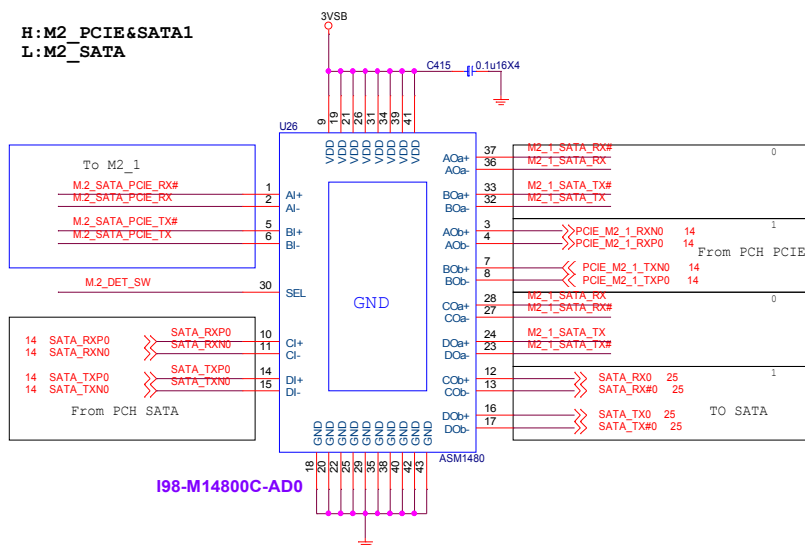 H:M2_PCIE&SATA1
L:M2_SATA
3VSB
C415 0.1u16X4
U26
9 19 21 26 31 34 39 41
VDD VDD VDD VDD VDD VDD VDD VDD
To M2_1
M.2_SATA_PCIE_RX# 1 AI+
M.2_SATA_PCIE_RX 2 AI-
M.2_SATA_PCIE_TX# 5 BI+
M.2_SATA_PCIE_TX 6 BI-
M.2_DET_SW 30 SEL
14 SATA_RXP0 SATA_RXP0 10 CI+
14 SATA_RXN0 SATA_RXN0 11 CI-
14 SATA_TXP0 SATA_TXP0 14 DI+
14 SATA_TXN0 SATA_TXN0 15 DI-
From PCH SATA
GND
AOa+ 37 M2_1_SATA_RX# 0
AOa- 36 M2_1_SATA_RX
BOa+ 33 M2_1_SATA_TX#
BOa- 32 M2_1_SATA_TX
AOb+ 3 PCIE_M2_1_RXN0 14 1
AOb- 4 PCIE_M2_1_RXP0 14
From PCH PCIE
BOb+ 7 PCIE_M2_1_TXN0 14
BOb- 8 PCIE_M2_1_TXP0 14
COa+ 28 M2_1_SATA_RX 0
COa- 27 M2_1_SATA_RX#
DOa+ 24 M2_1_SATA_TX
DOa- 23 M2_1_SATA_TX#
COb+ 12 SATA_RX0 25 1
COb- 13 SATA_RX#0 25
DOb+ 16 SATA_TX0 25
DOb- 17 SATA_TX#0 25
TO SATA
GND GND GND GND GND GND GND GND GND GND
18 20 22 25 29 35 38 40 42 43
ASM1480
I98-M14800C-AD0